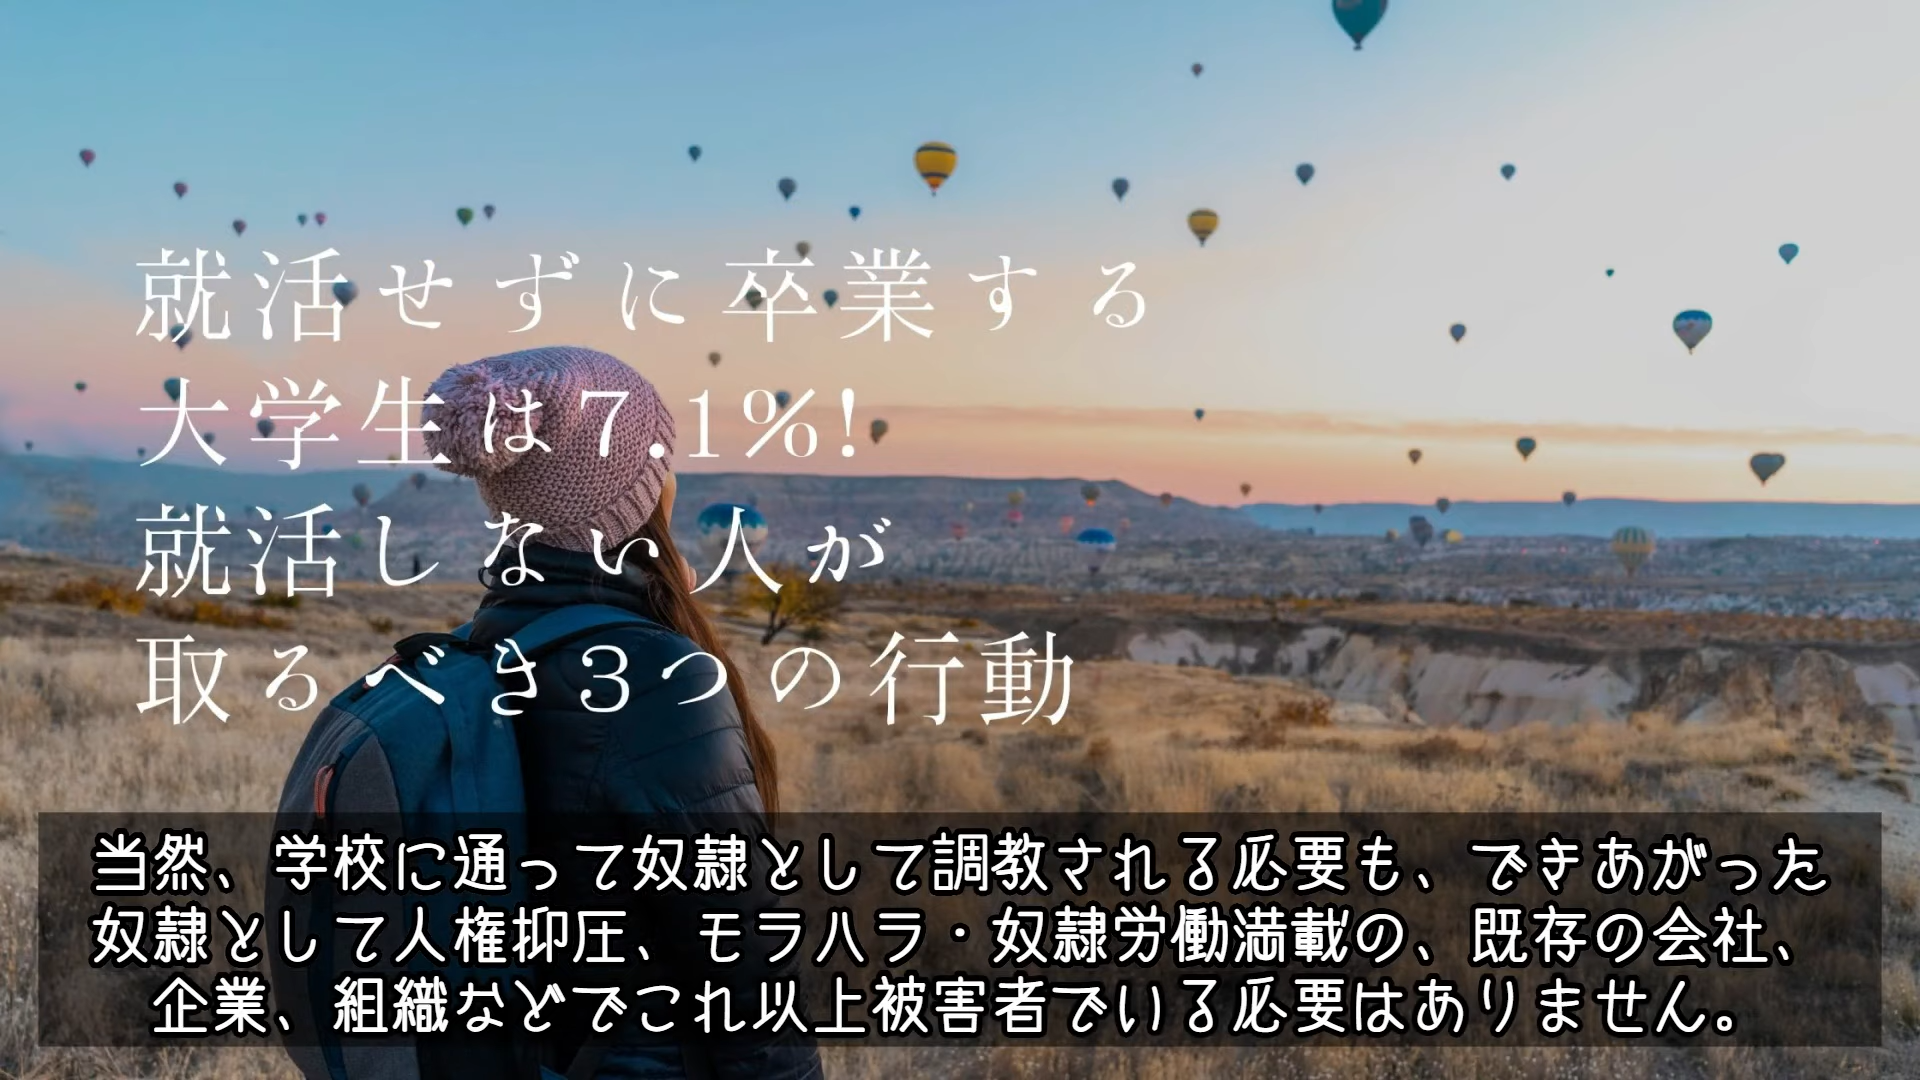 就活せずに卒業する
大学生は7.1%!
就活しない人が
取るべき3つの行動
当然、学校に通って奴隷として調教される必要も、できあがった
奴隷として人権抑圧、モラハラ・奴隷労働満載の、既存の会社、
企業、組織などでこれ以上被害者でいる必要はありません。